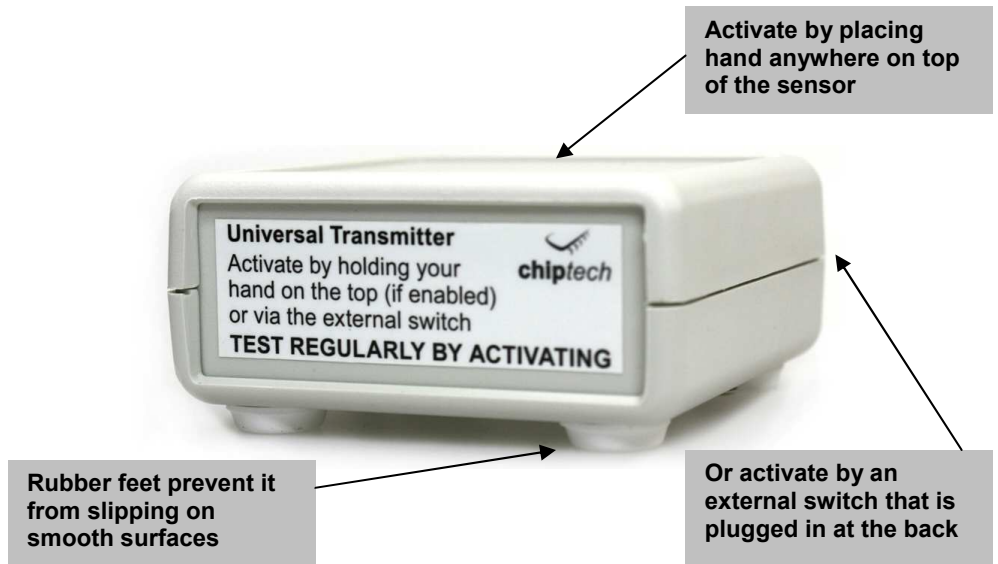 Activate by placing
hand anywhere on top
of the sensor
Universal Transmitter
chiptech
Activate by holding your
hand on the top (if enabled)
or via the external switch
TEST REGULARLY BY ACTIVATING
Rubber feet prevent it
from slipping on
smooth surfaces
Or activate by an
external switch that is
plugged in at the back